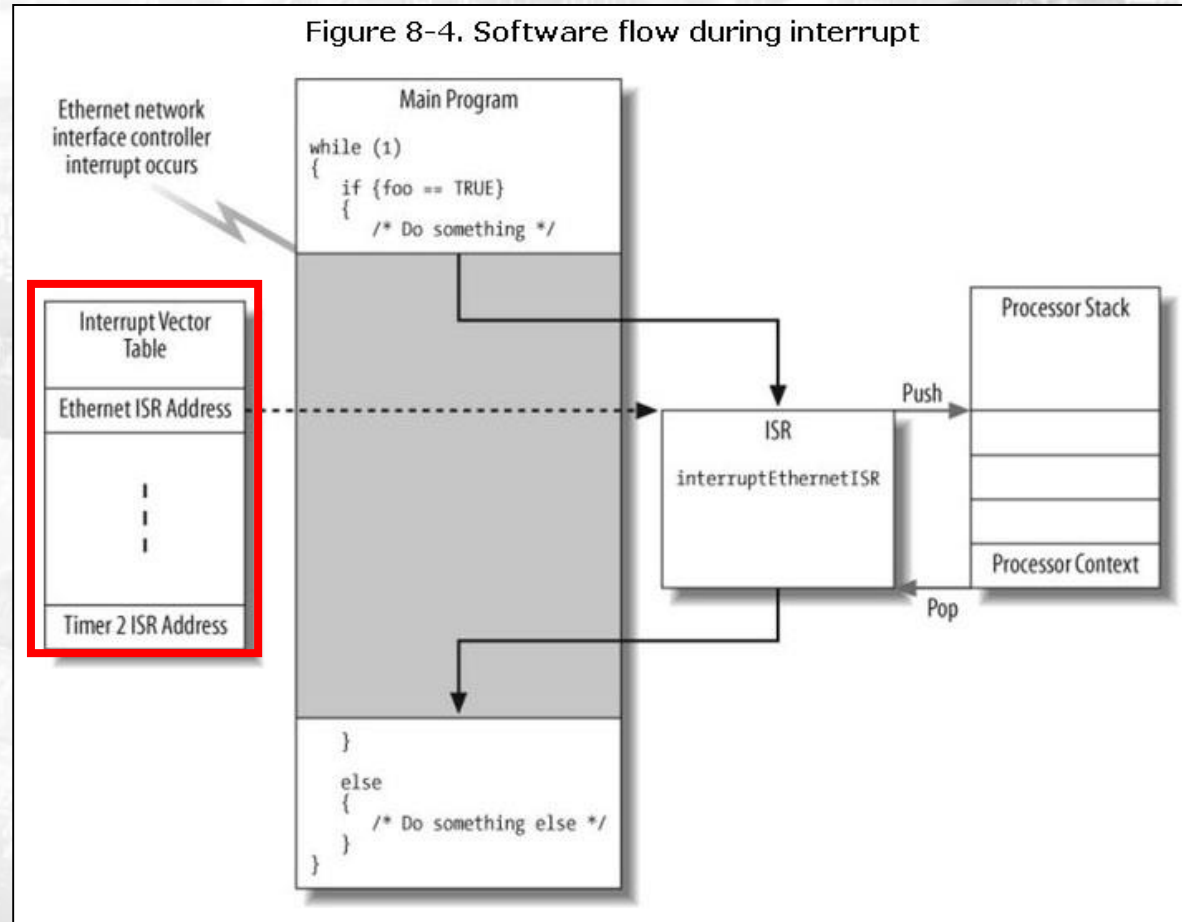 Figure 8-4. Software flow during interrupt
Ethernet network
interface controller
interrupt occurs
Main Program
while (1)
{
if {foo == TRUE}
{
/* Do something */
Interrupt Vector
Table
Ethernet ISR Address
Timer 2 ISR Address
ISR
interruptEthernetISR
Push
Pop
Processor Stack
Processor Context
}
else
{
/* Do something else */
}
}